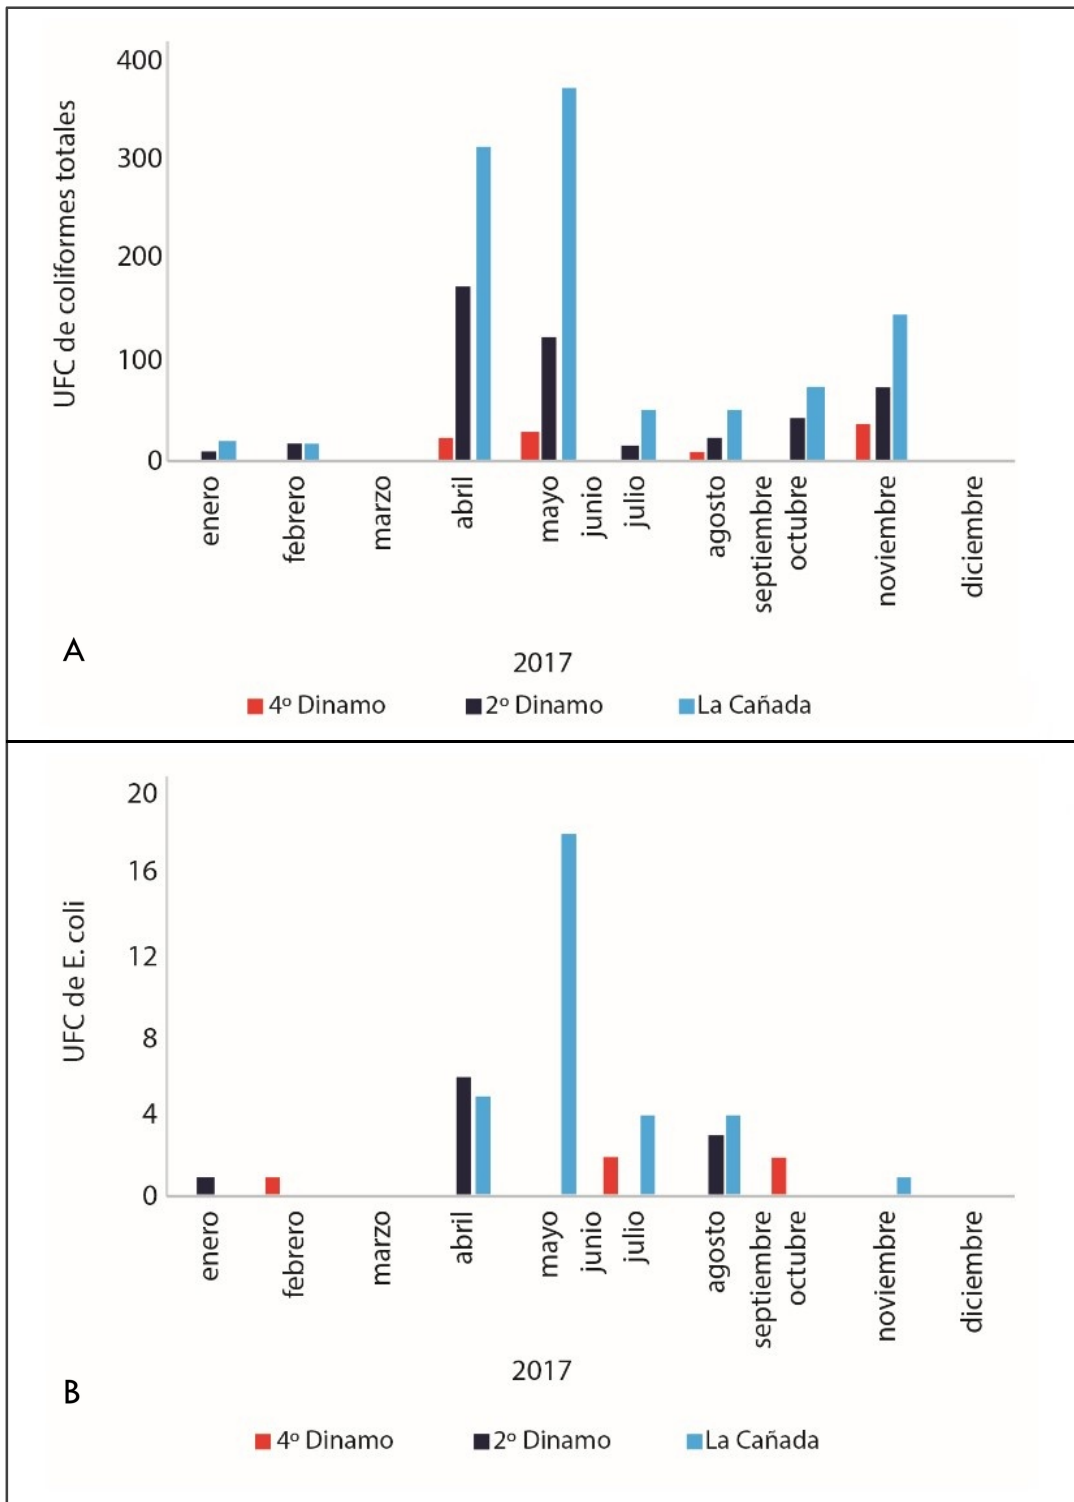 UFC de coliformes totales
400
300
200
100
0
enero
febrero
marzo
abril
mayo
junio
julio
agosto
septiembre
octubre
noviembre
diciembre
A
2017
4º Dinamo 2º Dinamo La Cañada
UFC de E. coli
20
16
12
8
4
0
enero
febrero
marzo
abril
mayo
junio
julio
agosto
septiembre
octubre
noviembre
diciembre
2017
B
4º Dinamo 2º Dinamo La Cañada